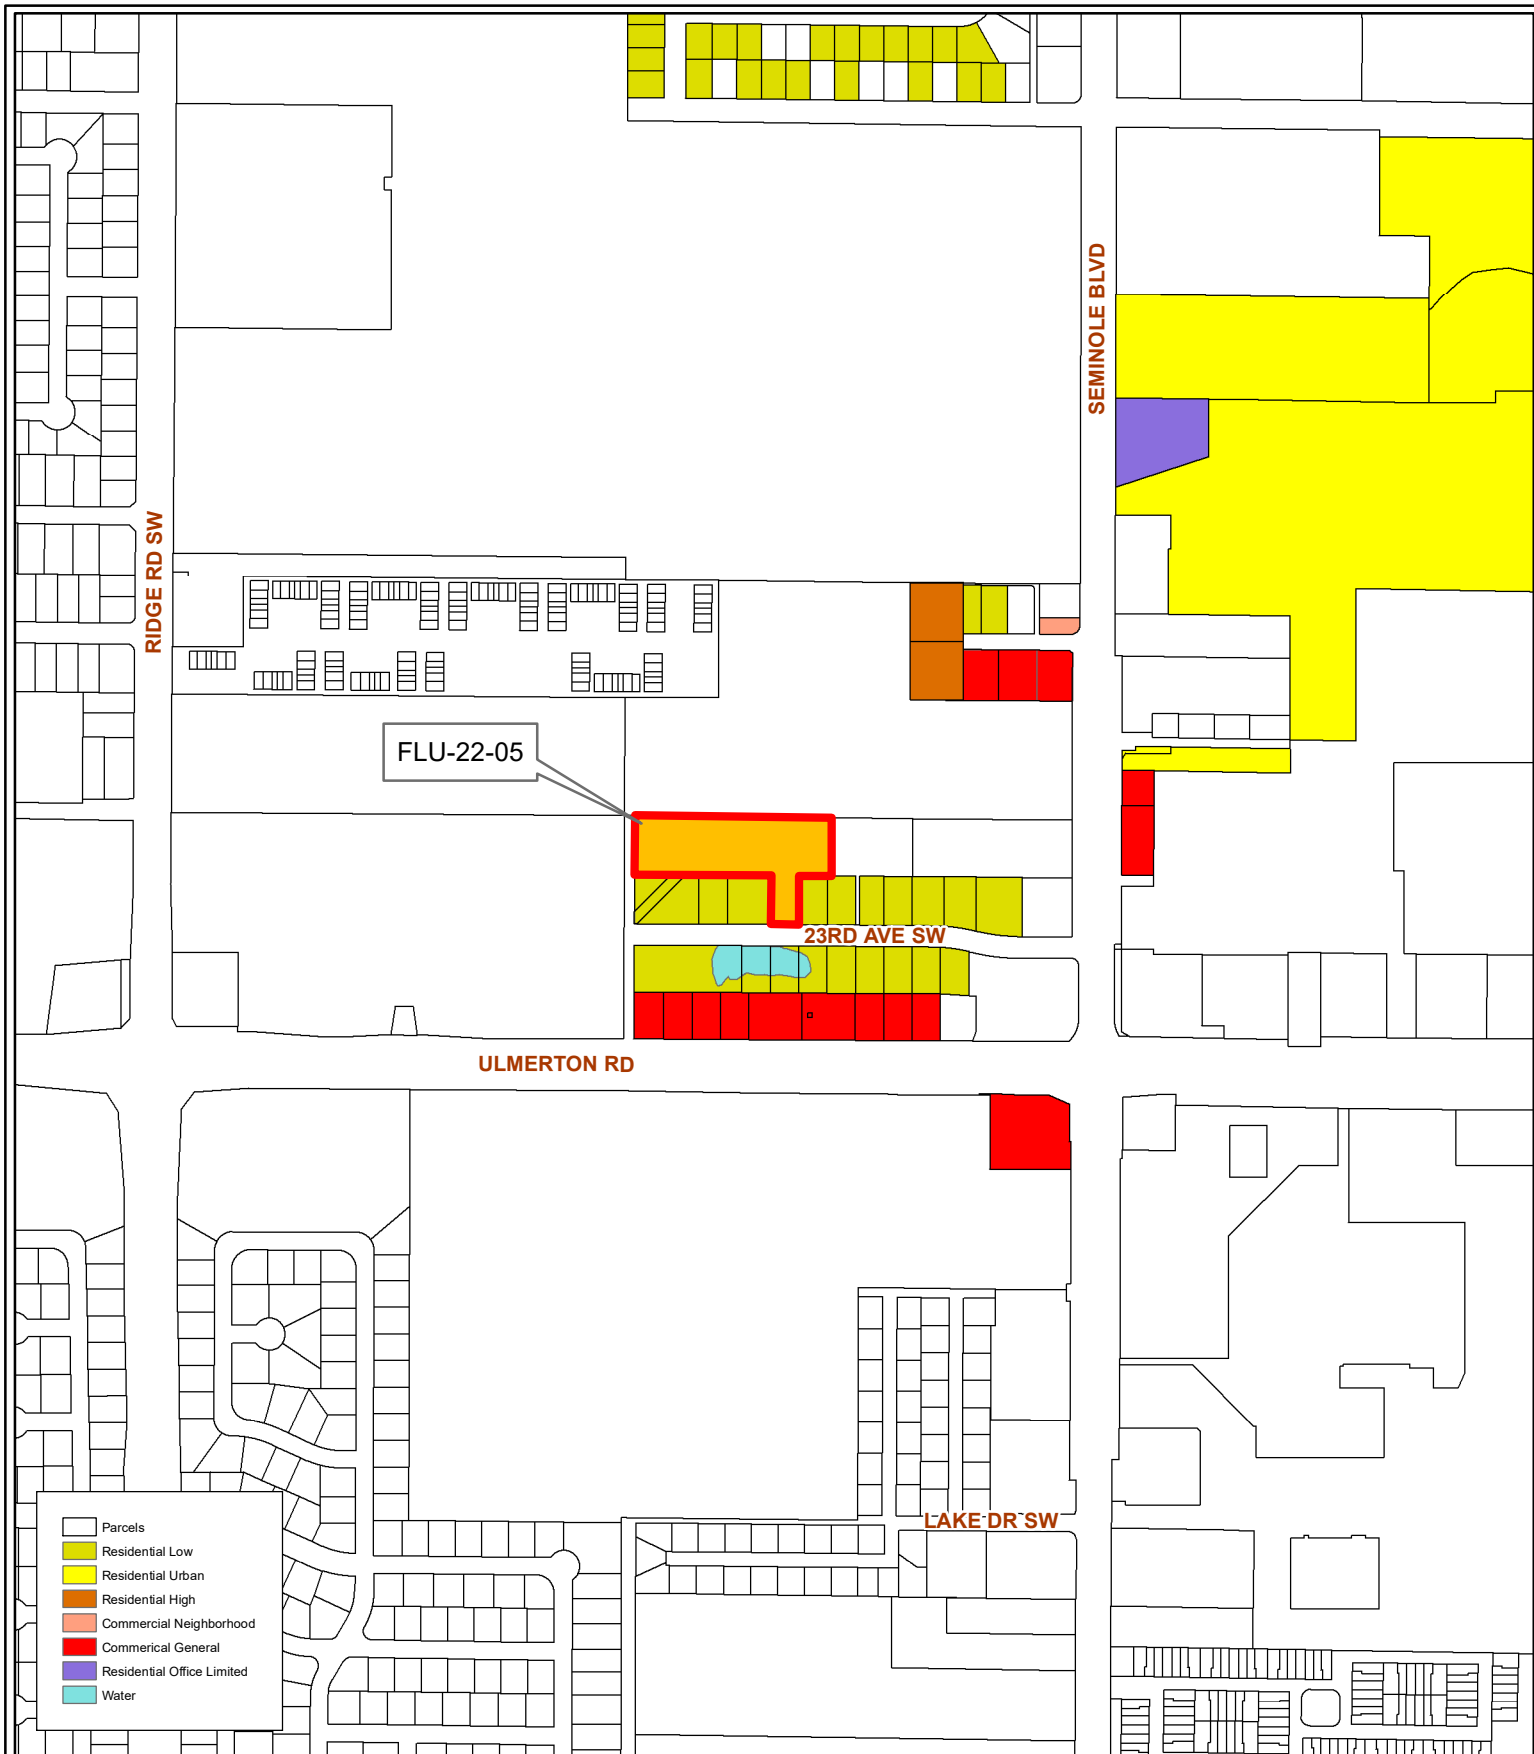 SEMINOLE BLVD
RIDGE RD SW
FLU-22-05
23RD AVE SW
ULMERTON RD
LAKE DR SW
Parcels
Residential Low
Residential Urban
Residential High
Commercial Neighborhood
Commerical General
Residential Office Limited
Water